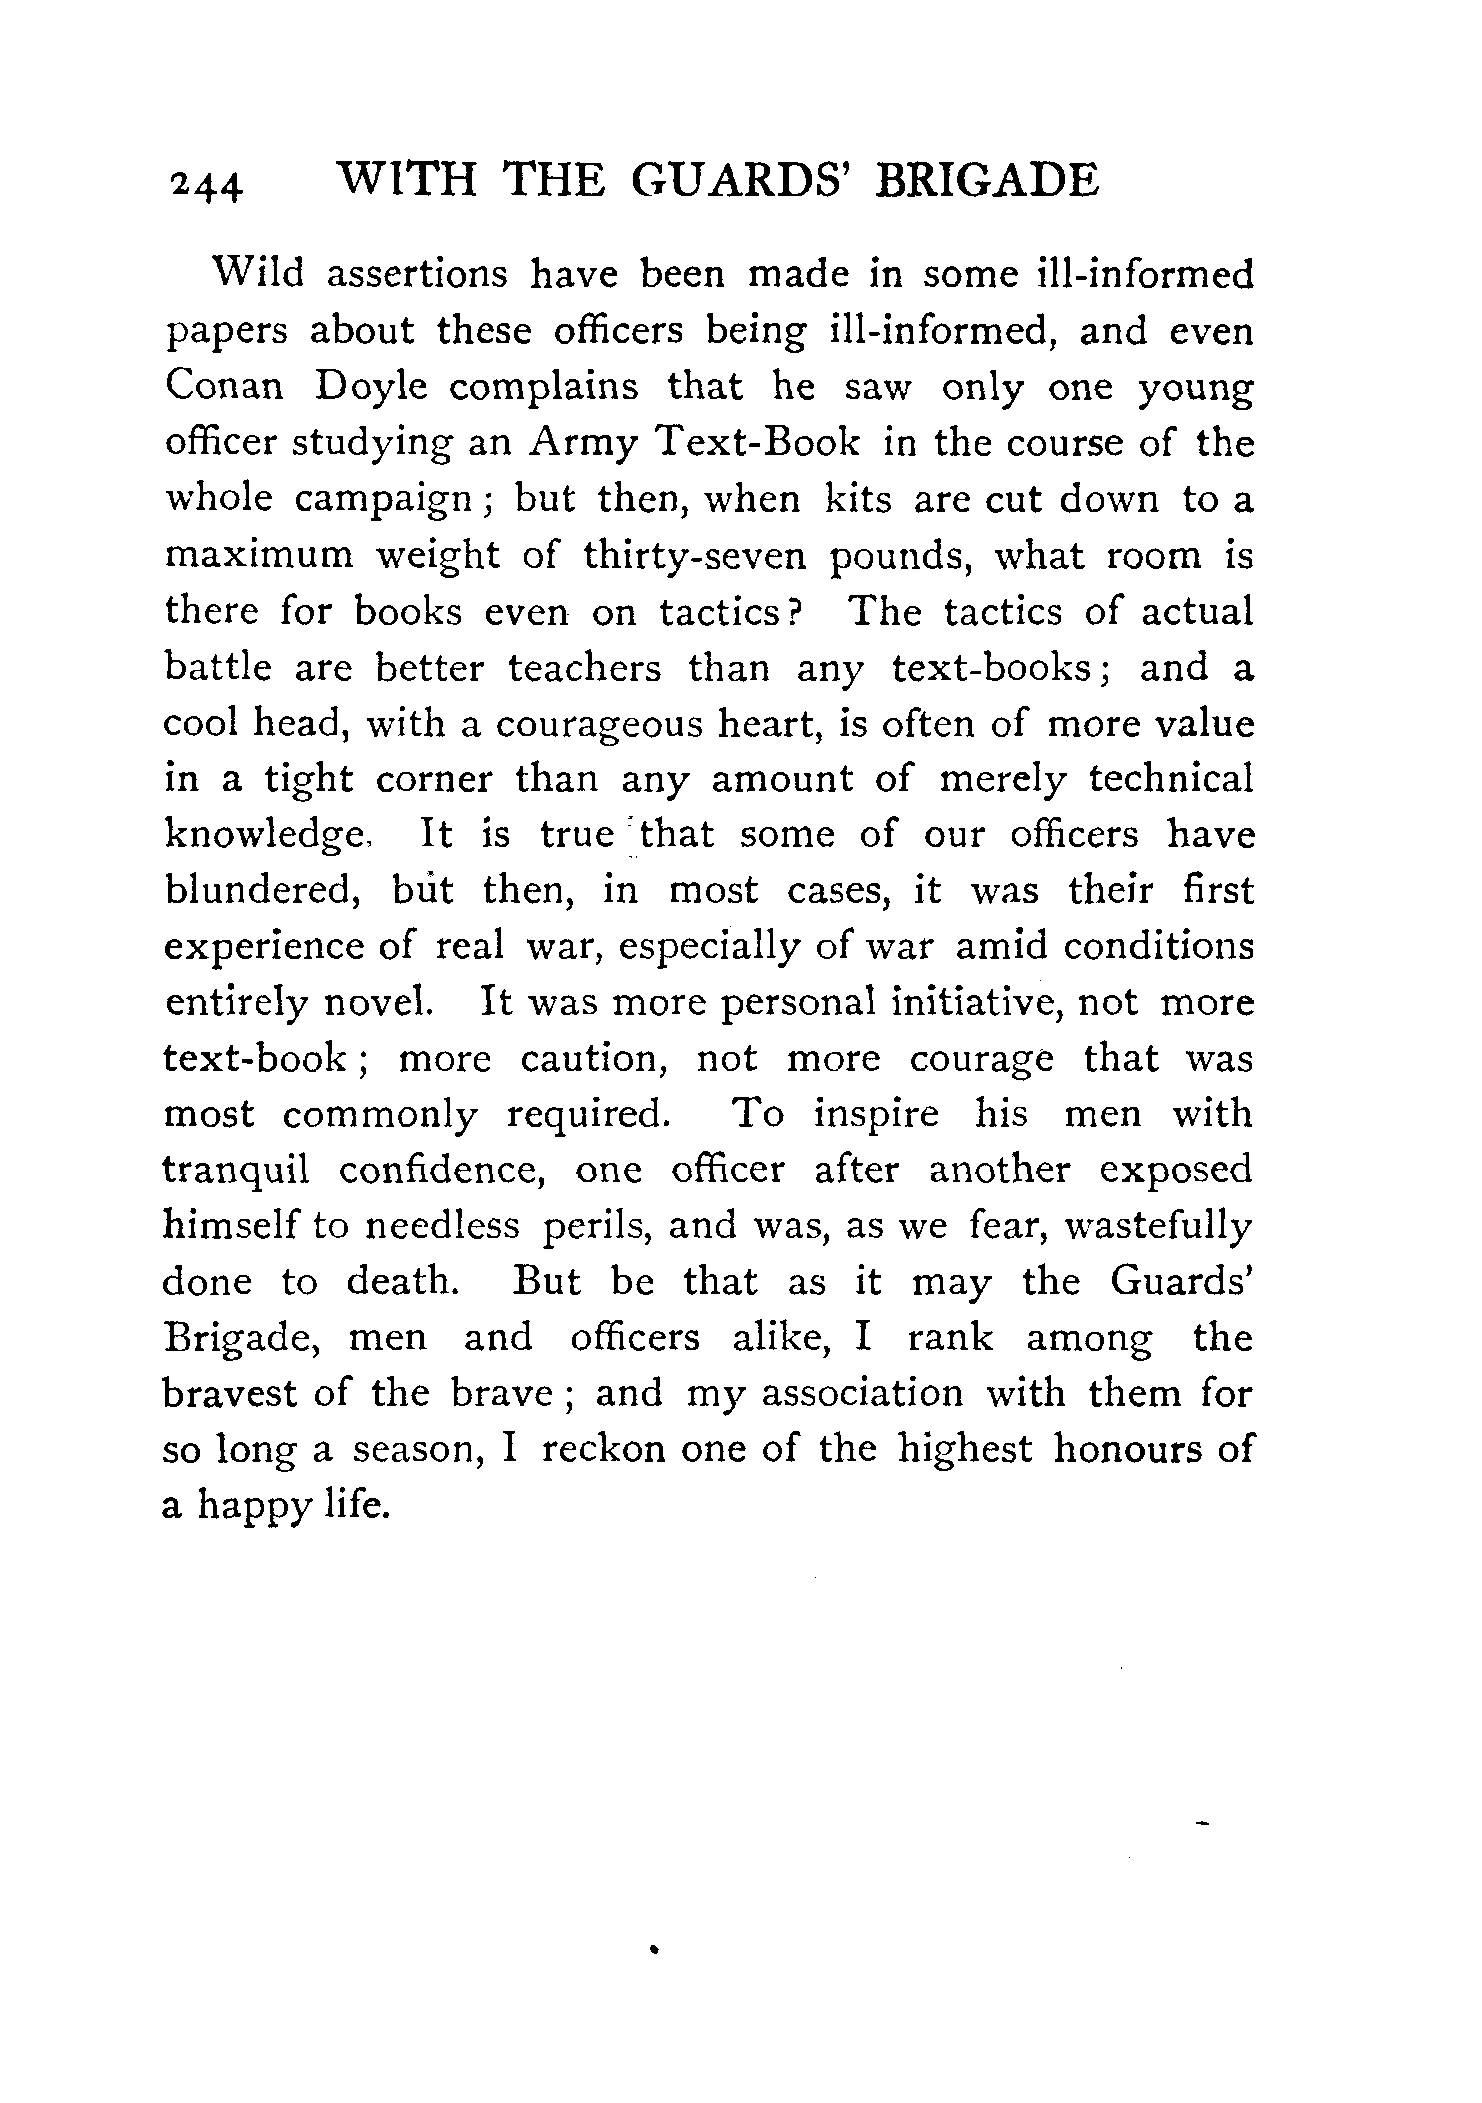 244 WITH THE GUARDS' BRIGADE
Wild assertions have been made in some ill-informed
papers about these officers being ill-informed, and even
Conan Doyle complains that he saw only one young
officer studying an Army Text-Book in the course of the
whole campaign ; but then, when kits are cut down to a
maximum weight of thirty-seven pounds, what room is
there for books even on tactics ? The tactics of actual
battle are better teachers than any text-books ; and a
cool head, with a courageous heart, is often of more value
in a tight corner than any amount of merely technical
knowledge. It is true that some of our officers have
blundered, but then, in most cases, it was their first
experience of real war, especially of war amid conditions
entirely novel. It was more personal initiative, not more
text-book ; more caution, not more courage that was
most commonly required. To inspire his men with
tranquil confidence, one officer after another exposed
himself to needless perils, and was, as we fear, wastefully
done to death. But be that as it may the Guards'
Brigade, men and officers alike, I rank among the
bravest of the brave ; and my association with them for
so long a season, I reckon one of the highest honours of
a happy life.